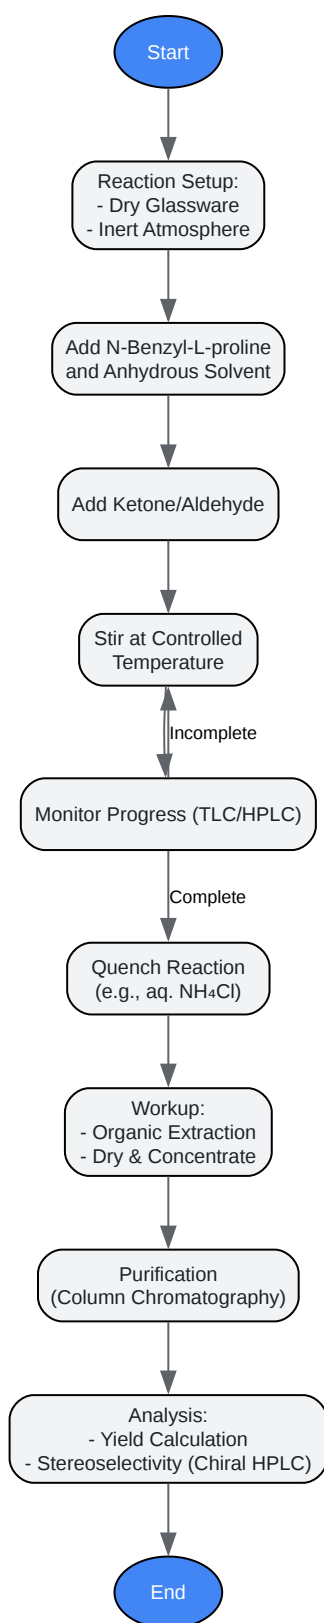 Start
Reaction Setup:
- Dry Glassware
- Inert Atmosphere
Add N-Benzyl-L-proline
and Anhydrous Solvent
Add Ketone/Aldehyde
Stir at Controlled
Temperature
Incomplete
Monitor Progress (TLC/HPLC)
Complete
Quench Reaction
(e.g., aq. NH₄Cl)
Workup:
- Organic Extraction
- Dry & Concentrate
Purification
(Column Chromatography)
Analysis:
- Yield Calculation
- Stereoselectivity (Chiral HPLC)
End